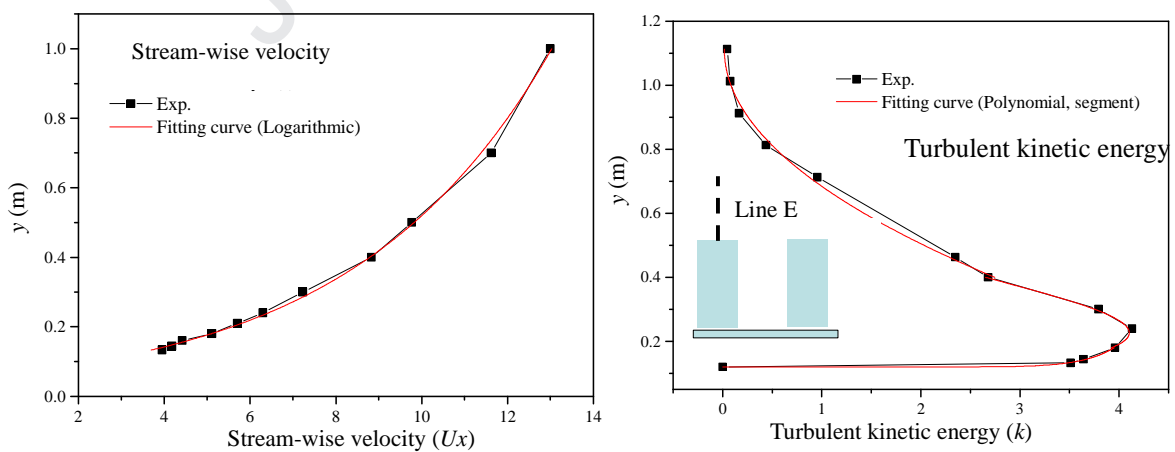 Stream-wise velocity
Exp.
Fitting curve (Logarithmic)
1.0
0.8
0.6
0.4
0.2
0.0
y (m)
2 4 6 8 10 12 14
Stream-wise velocity (Ux)
Exp.
Fitting curve (Polynomial, segment)
Turbulent kinetic energy
Line E
1.2
1.0
0.8
0.6
0.4
0.2
y (m)
0 1 2 3 4
Turbulent kinetic energy (k)